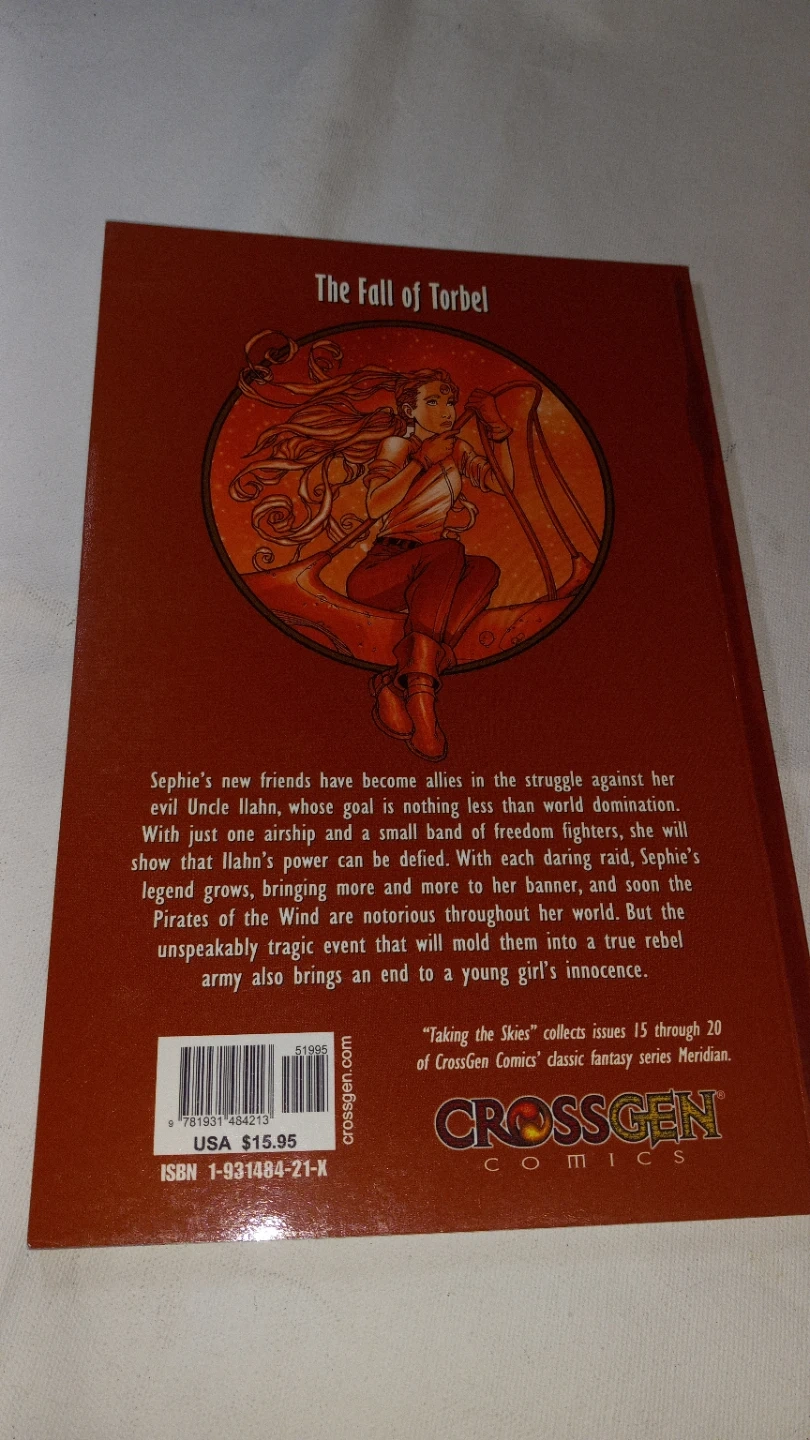 The Fall of Torbel
Sephie's new friends have become allies in the struggle against her
evil Uncle Ilahn, whose goal is nothing less than world domination.
With just one airship and a small band of freedom fighters, she will
show that Ilahn's power can be defied. With each daring raid, Sephie's
legend grows, bringing more and more to her banner, and soon the
Pirates of the Wind are notorious throughout her world. But the
unspeakably tragic event that will mold them into a true rebel
army also brings an end to a young girl's innocence.
"Taking the Skies" collects issues 15 through 20
of CrossGen Comics' classic fantasy series Meridian.
51995
9 781931 484213
USA $15.95
ISBN 1-931484-21-X
crossgen.com
CROSSGEN®
COMICS